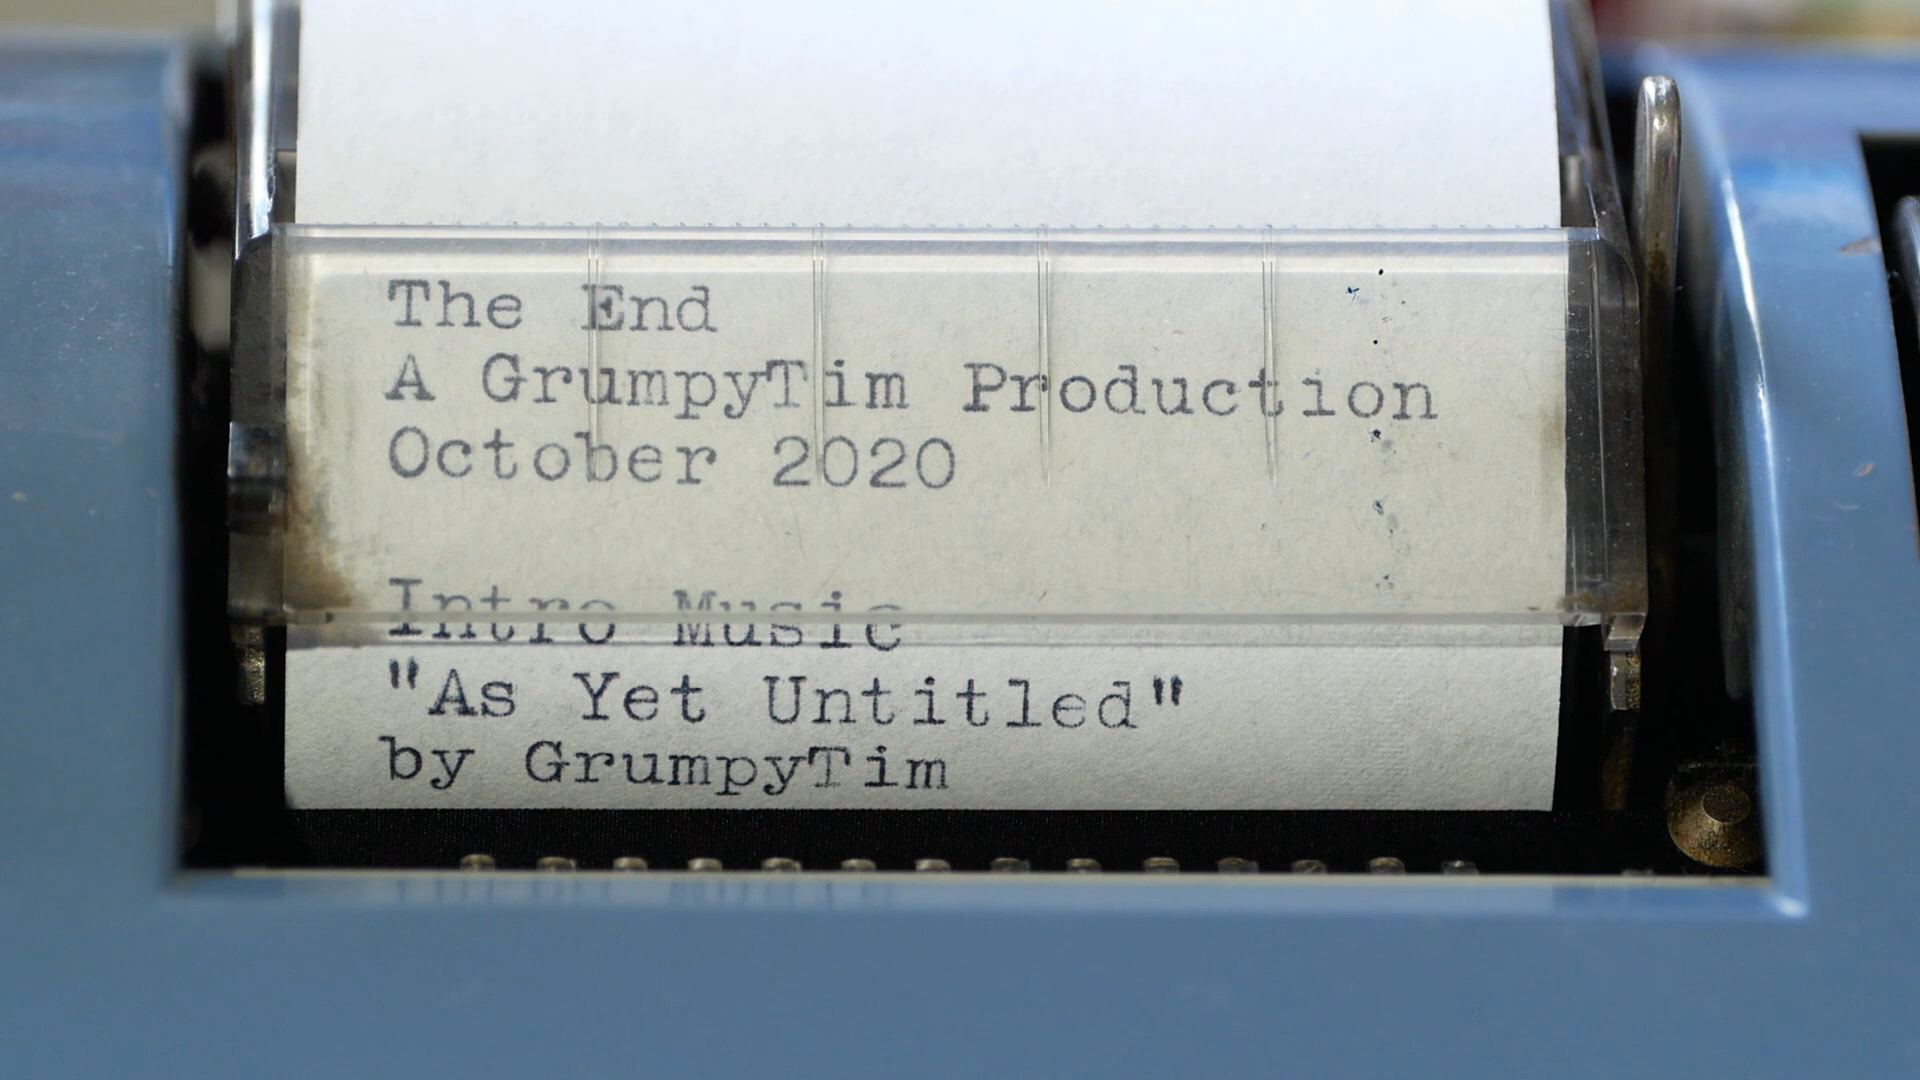 The End
A GrumpyTim Production
October 2020
Intro Music
"As Yet Untitled"
by GrumpyTim